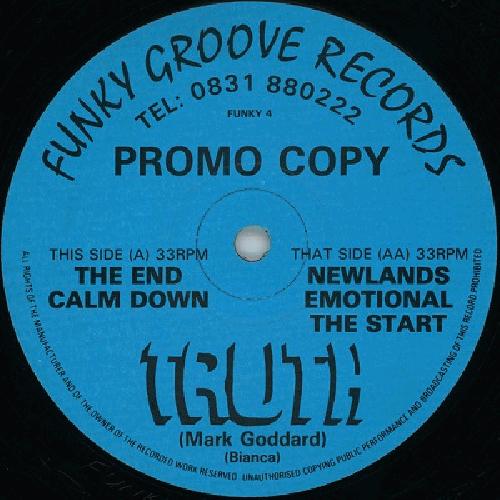 FUNKY GROOVE RECORDS
TEL: 0831 880222
FUNKY 4
PROMO COPY
THIS SIDE (A) 33RPM
THE END
CALM DOWN
THAT SIDE (AA) 33RPM
NEWLANDS
EMOTIONAL
THE START
TRUTH
(Mark Goddard)
(Bianca)
ALL RIGHTS OF THE MANUFACTURER AND OF THE OWNER OF THE RECORDED WORK RESERVED UNAUTHORISED COPYING PUBLIC PERFORMANCE AND BROADCASTING OF THIS RECORD PROHIBITED